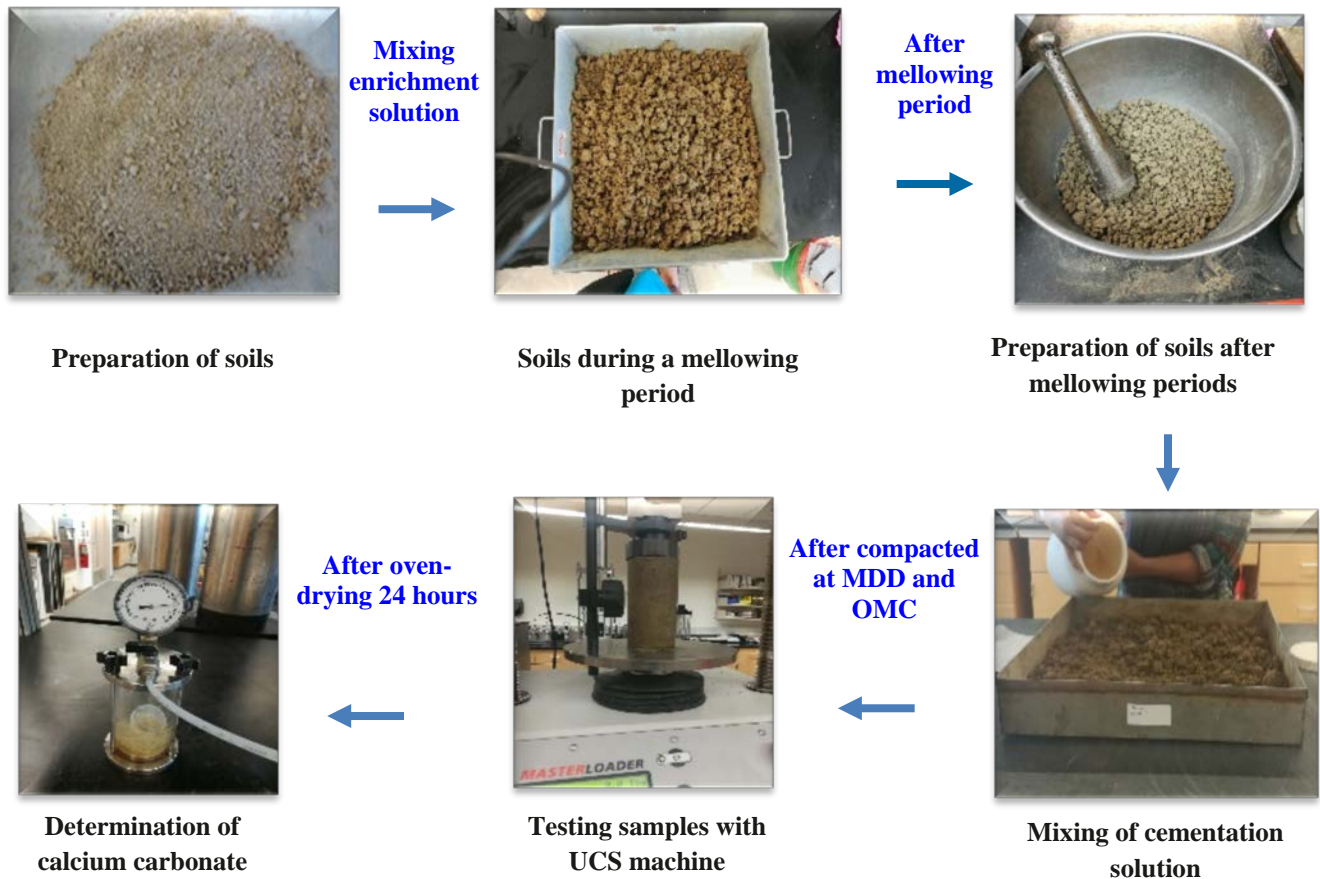 Mixing
enrichment
solution
After
mellowing
period
Preparation of soils
Soils during a mellowing
period
Preparation of soils after
mellowing periods
After oven-
drying 24 hours
After compacted
at MDD and
OMC
MASTERLOADER
Determination of
calcium carbonate
Testing samples with
UCS machine
Mixing of cementation
solution